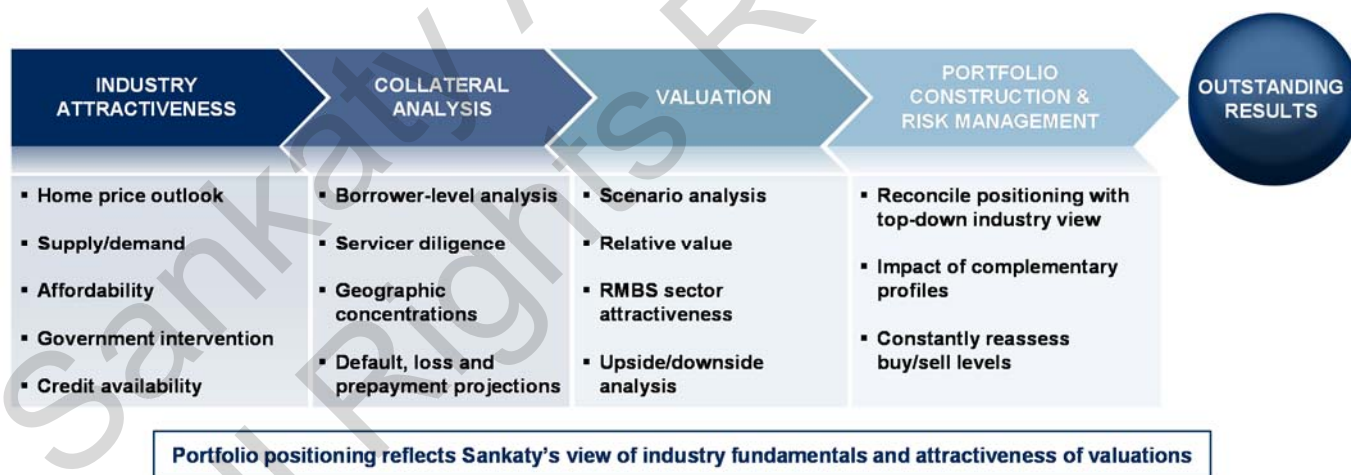 INDUSTRY
ATTRACTIVENESS
COLLATERAL
ANALYSIS
VALUATION
PORTFOLIO
CONSTRUCTION &
RISK MANAGEMENT
OUTSTANDING
RESULTS
▪ Home price outlook
▪ Supply/demand
▪ Affordability
▪ Government intervention
▪ Credit availability
▪ Borrower-level analysis
▪ Servicer diligence
▪ Geographic
concentrations
▪ Default, loss and
prepayment projections
▪ Scenario analysis
▪ Relative value
▪ RMBS sector
attractiveness
▪ Upside/downside
analysis
▪ Reconcile positioning with
top-down industry view
▪ Impact of complementary
profiles
▪ Constantly reassess
buy/sell levels
Portfolio positioning reflects Sankaty's view of industry fundamentals and attractiveness of valuations
Sankaty
Rights